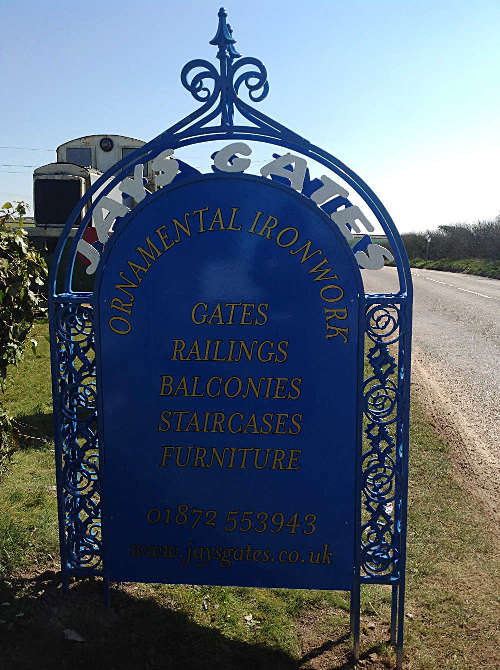 JAYS GATES
ORNAMENTAL IRONWORK
GATES
RAILINGS
BALCONIES
STAIRCASES
FURNITURE
01872 553943
www.jaysgates.co.uk